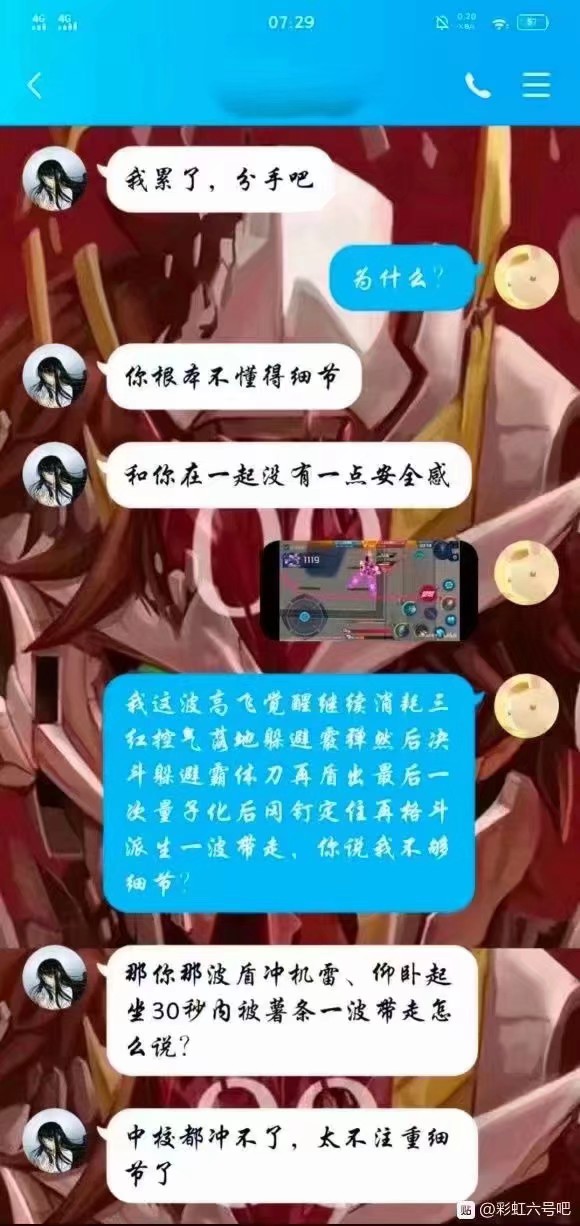 4G 4G 07.29 0.20 KB/s 87
我累了，分手吧
为什么？
你根本不懂得细节
和你在一起没有一点安全感
1119
我这波高飞觉醒继续消耗三
红控气落地躲避霰弹然后决
斗躲避霸体刀再盾出最后一
次量子化后网钉定住再格斗
派生一波带走，你说我不够
细节？
那你那波盾冲机雷、仰卧起
坐30秒内被薯条一波带走怎
么说？
中校都冲不了，太不注重细
节了
贴 @彩虹六号吧